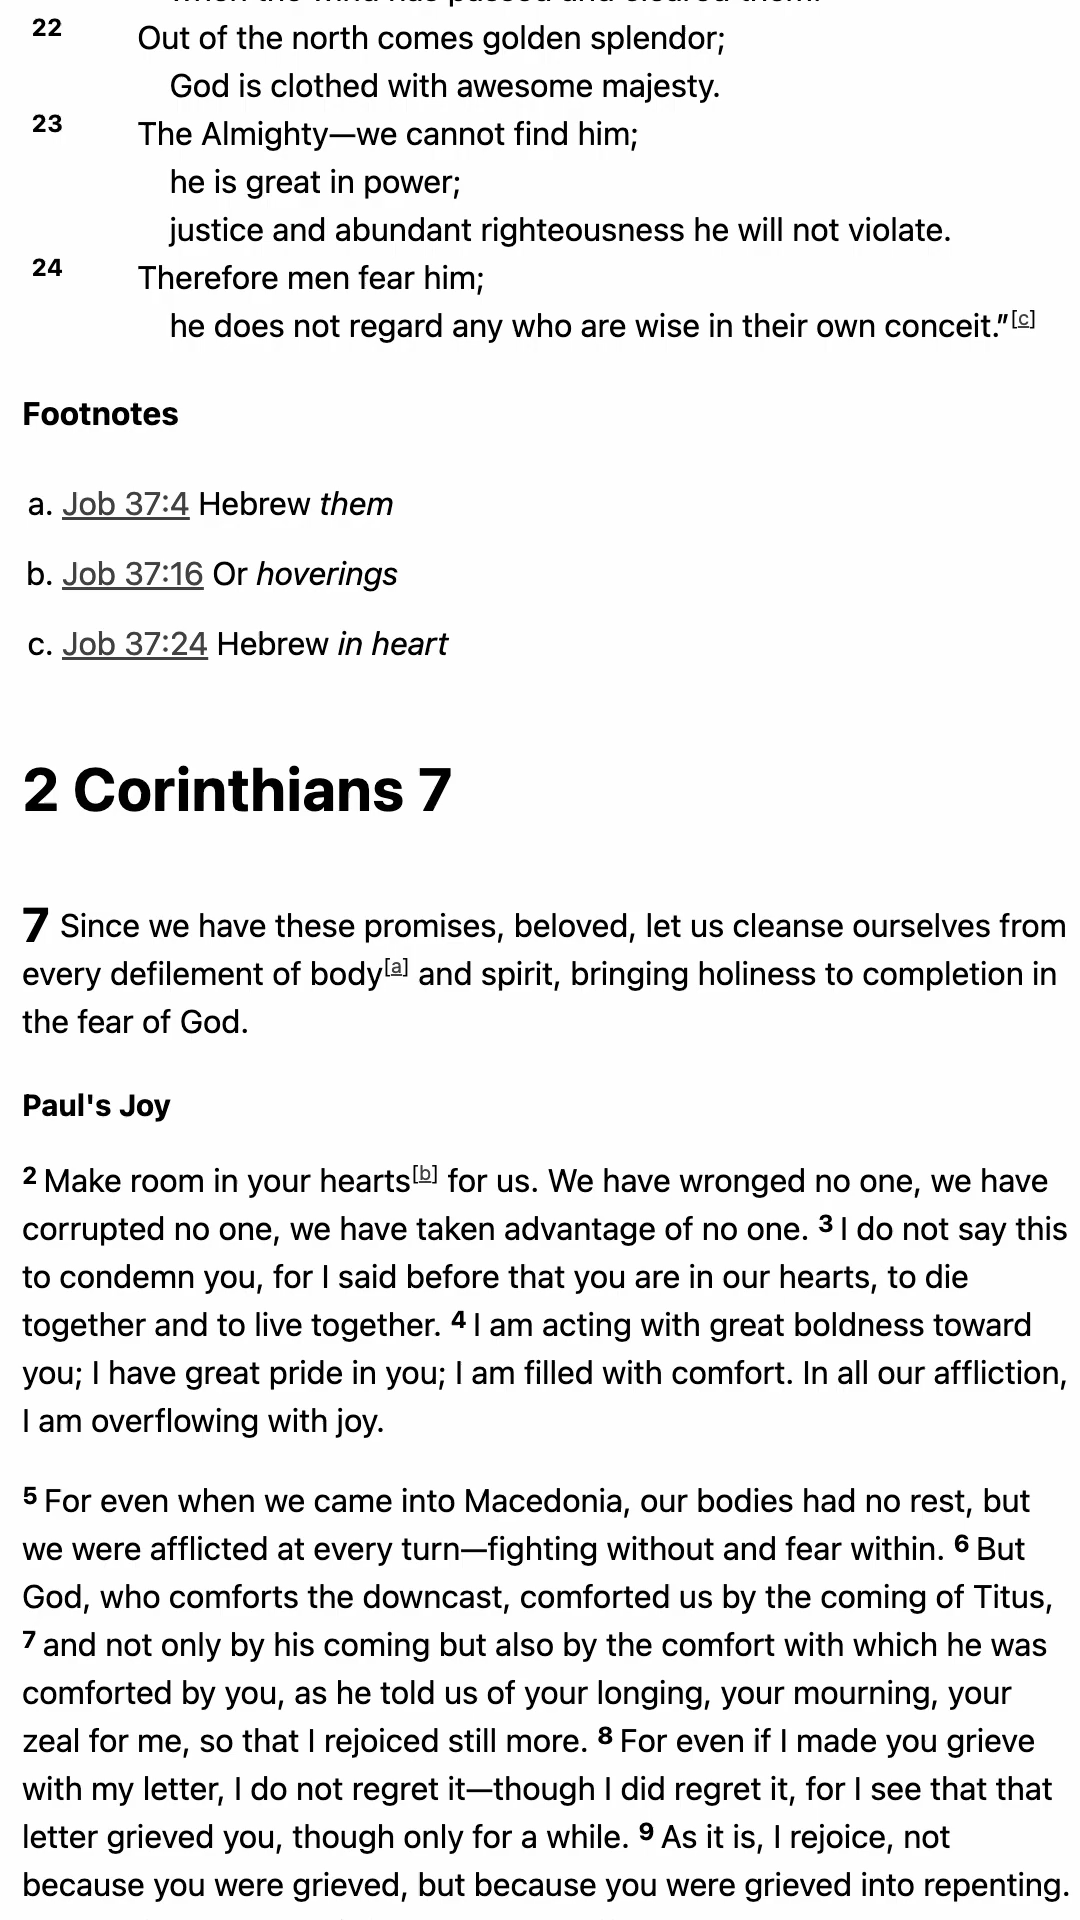 when the wind has passed and cleared them.
22 Out of the north comes golden splendor;
God is clothed with awesome majesty.
23 The Almighty—we cannot find him;
he is great in power;
justice and abundant righteousness he will not violate.
24 Therefore men fear him;
he does not regard any who are wise in their own conceit.”[c]
Footnotes
a. Job 37:4 Hebrew them
b. Job 37:16 Or hoverings
c. Job 37:24 Hebrew in heart
2 Corinthians 7
7 Since we have these promises, beloved, let us cleanse ourselves from
every defilement of body[a] and spirit, bringing holiness to completion in
the fear of God.
Paul's Joy
2 Make room in your hearts[b] for us. We have wronged no one, we have
corrupted no one, we have taken advantage of no one. 3 I do not say this
to condemn you, for I said before that you are in our hearts, to die
together and to live together. 4 I am acting with great boldness toward
you; I have great pride in you; I am filled with comfort. In all our affliction,
I am overflowing with joy.
5 For even when we came into Macedonia, our bodies had no rest, but
we were afflicted at every turn—fighting without and fear within. 6 But
God, who comforts the downcast, comforted us by the coming of Titus,
7 and not only by his coming but also by the comfort with which he was
comforted by you, as he told us of your longing, your mourning, your
zeal for me, so that I rejoiced still more. 8 For even if I made you grieve
with my letter, I do not regret it—though I did regret it, for I see that that
letter grieved you, though only for a while. 9 As it is, I rejoice, not
because you were grieved, but because you were grieved into repenting.